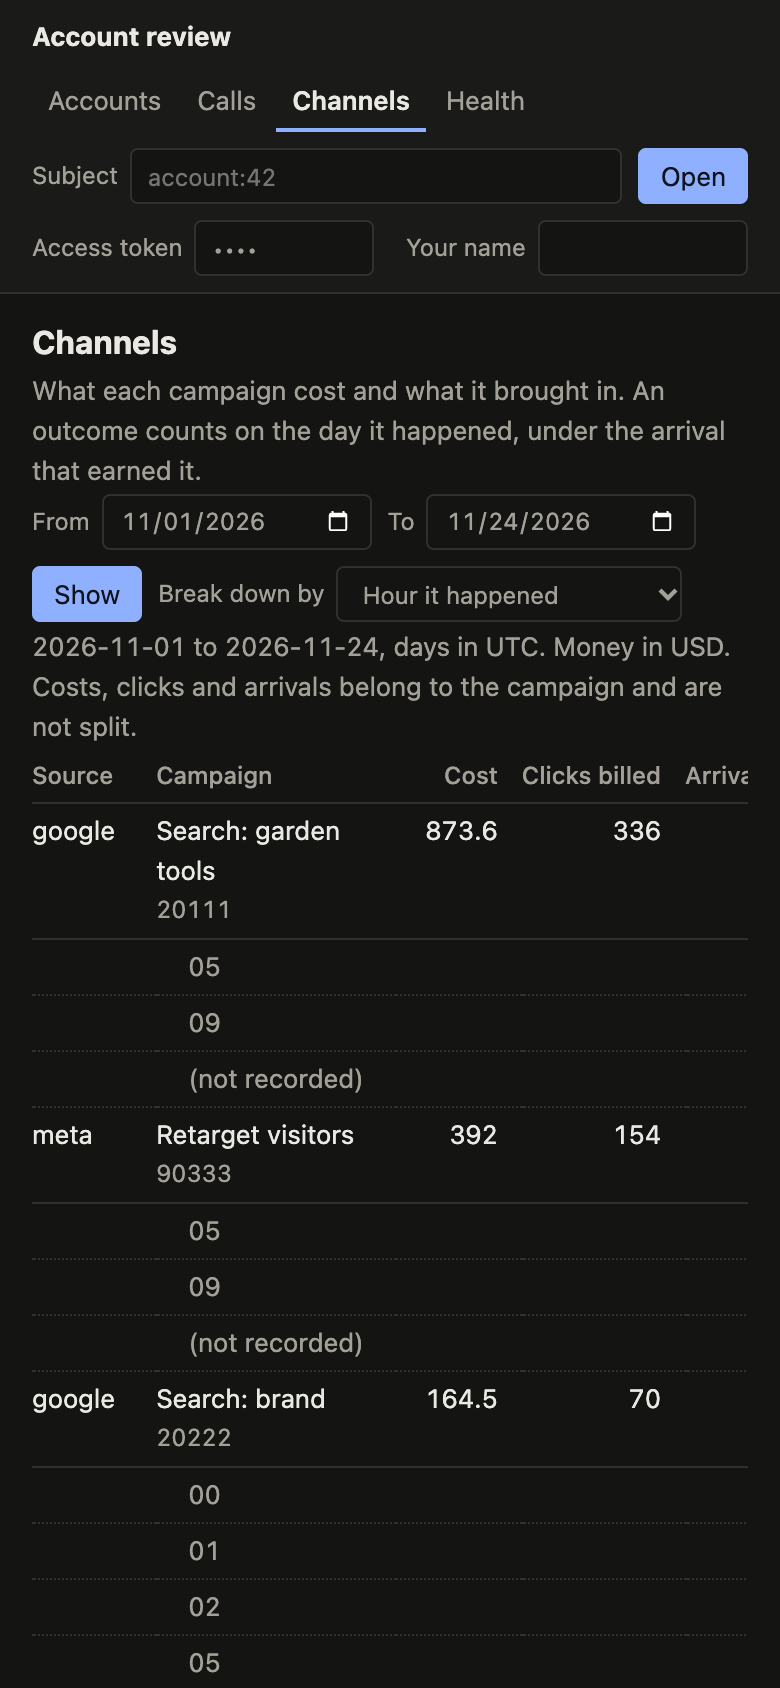 Account review
Accounts Calls Channels Health
Subject account:42 Open
Access token •••• Your name
Channels
What each campaign cost and what it brought in. An
outcome counts on the day it happened, under the arrival
that earned it.
From 11/01/2026 To 11/24/2026
Show Break down by Hour it happened
2026-11-01 to 2026-11-24, days in UTC. Money in USD.
Costs, clicks and arrivals belong to the campaign and are
not split.
Source Campaign Cost Clicks billed Arriva
google Search: garden 873.6 336
tools
20111
05
09
(not recorded)
meta Retarget visitors 392 154
90333
05
09
(not recorded)
google Search: brand 164.5 70
20222
00
01
02
05